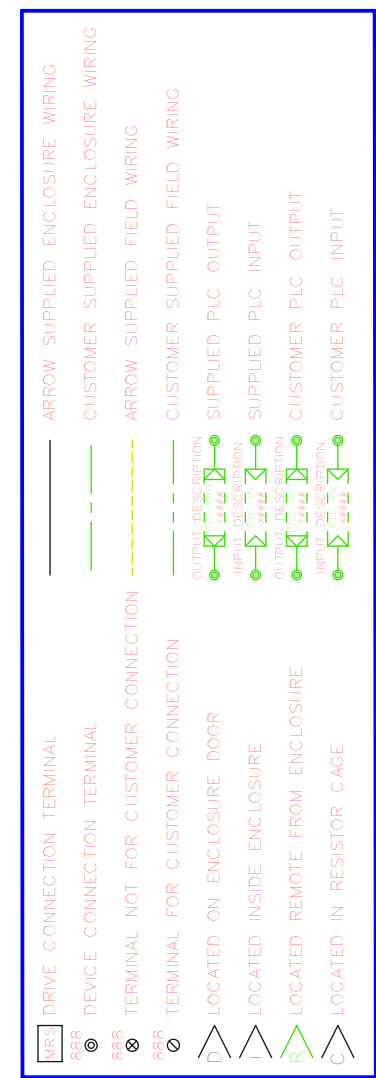 MRS DRIVE CONNECTION TERMINAL
888 DEVICE CONNECTION TERMINAL
888 TERMINAL NOT FOR CUSTOMER CONNECTION
888 TERMINAL FOR CUSTOMER CONNECTION
D LOCATED ON ENCLOSURE DOOR
I LOCATED INSIDE ENCLOSURE
R LOCATED REMOTE FROM ENCLOSURE
C LOCATED IN RESISTOR CAGE
ARROW SUPPLIED ENCLOSURE WIRING
CUSTOMER SUPPLIED ENCLOSURE WIRING
ARROW SUPPLIED FIELD WIRING
CUSTOMER SUPPLIED FIELD WIRING
OUTPUT DESCRIPTION
Y####
SUPPLIED PLC OUTPUT
INPUT DESCRIPTION
X####
SUPPLIED PLC INPUT
OUTPUT DESCRIPTION
Y####
CUSTOMER PLC OUTPUT
INPUT DESCRIPTION
X####
CUSTOMER PLC INPUT